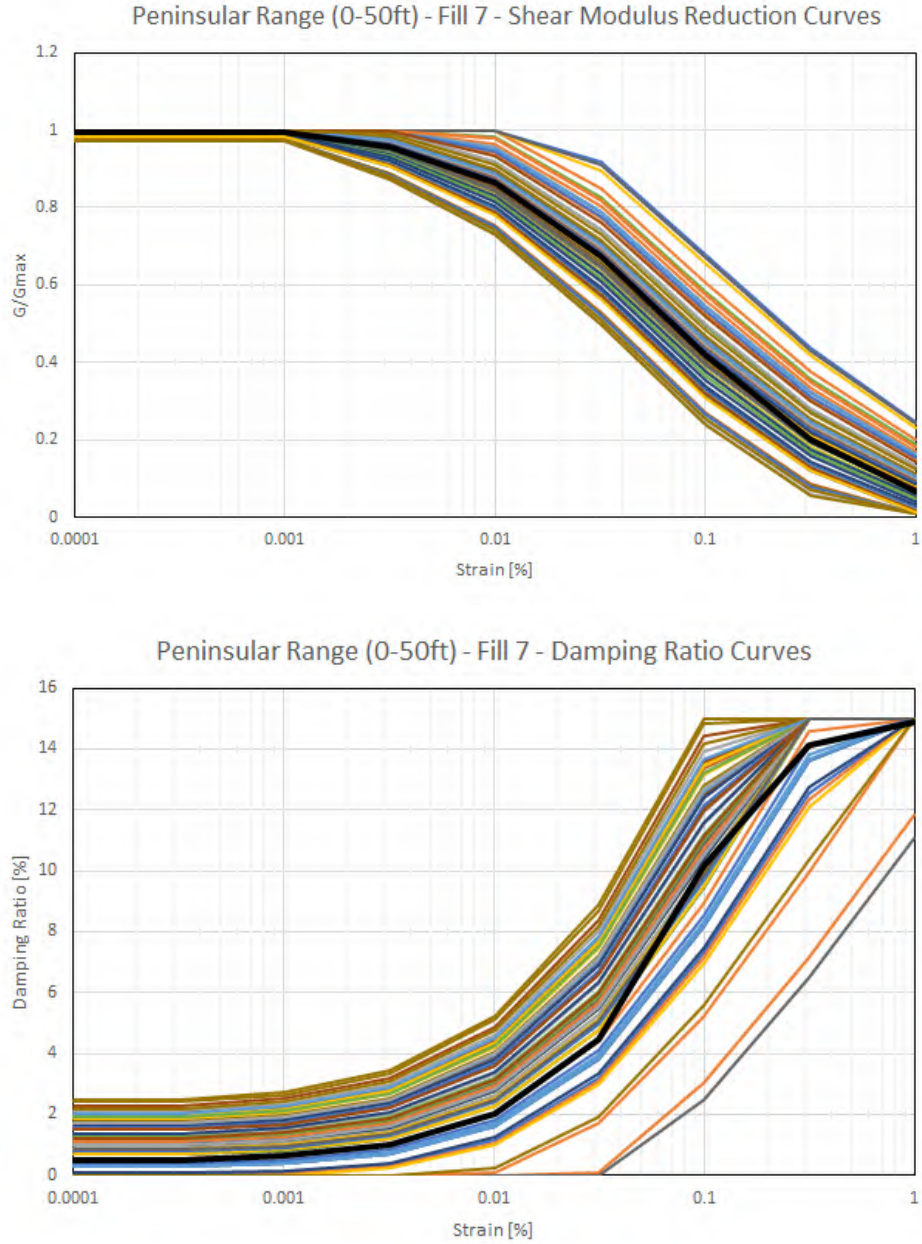 Peninsular Range (0-50ft) - Fill 7 - Shear Modulus Reduction Curves
1.2
1
0.8
0.6
0.4
0.2
0
G/Gmax
0.0001 0.001 0.01 0.1 1
Strain [%]
Peninsular Range (0-50ft) - Fill 7 - Damping Ratio Curves
16
14
12
10
8
6
4
2
0
Damping Ratio [%]
0.0001 0.001 0.01 0.1 1
Strain [%]